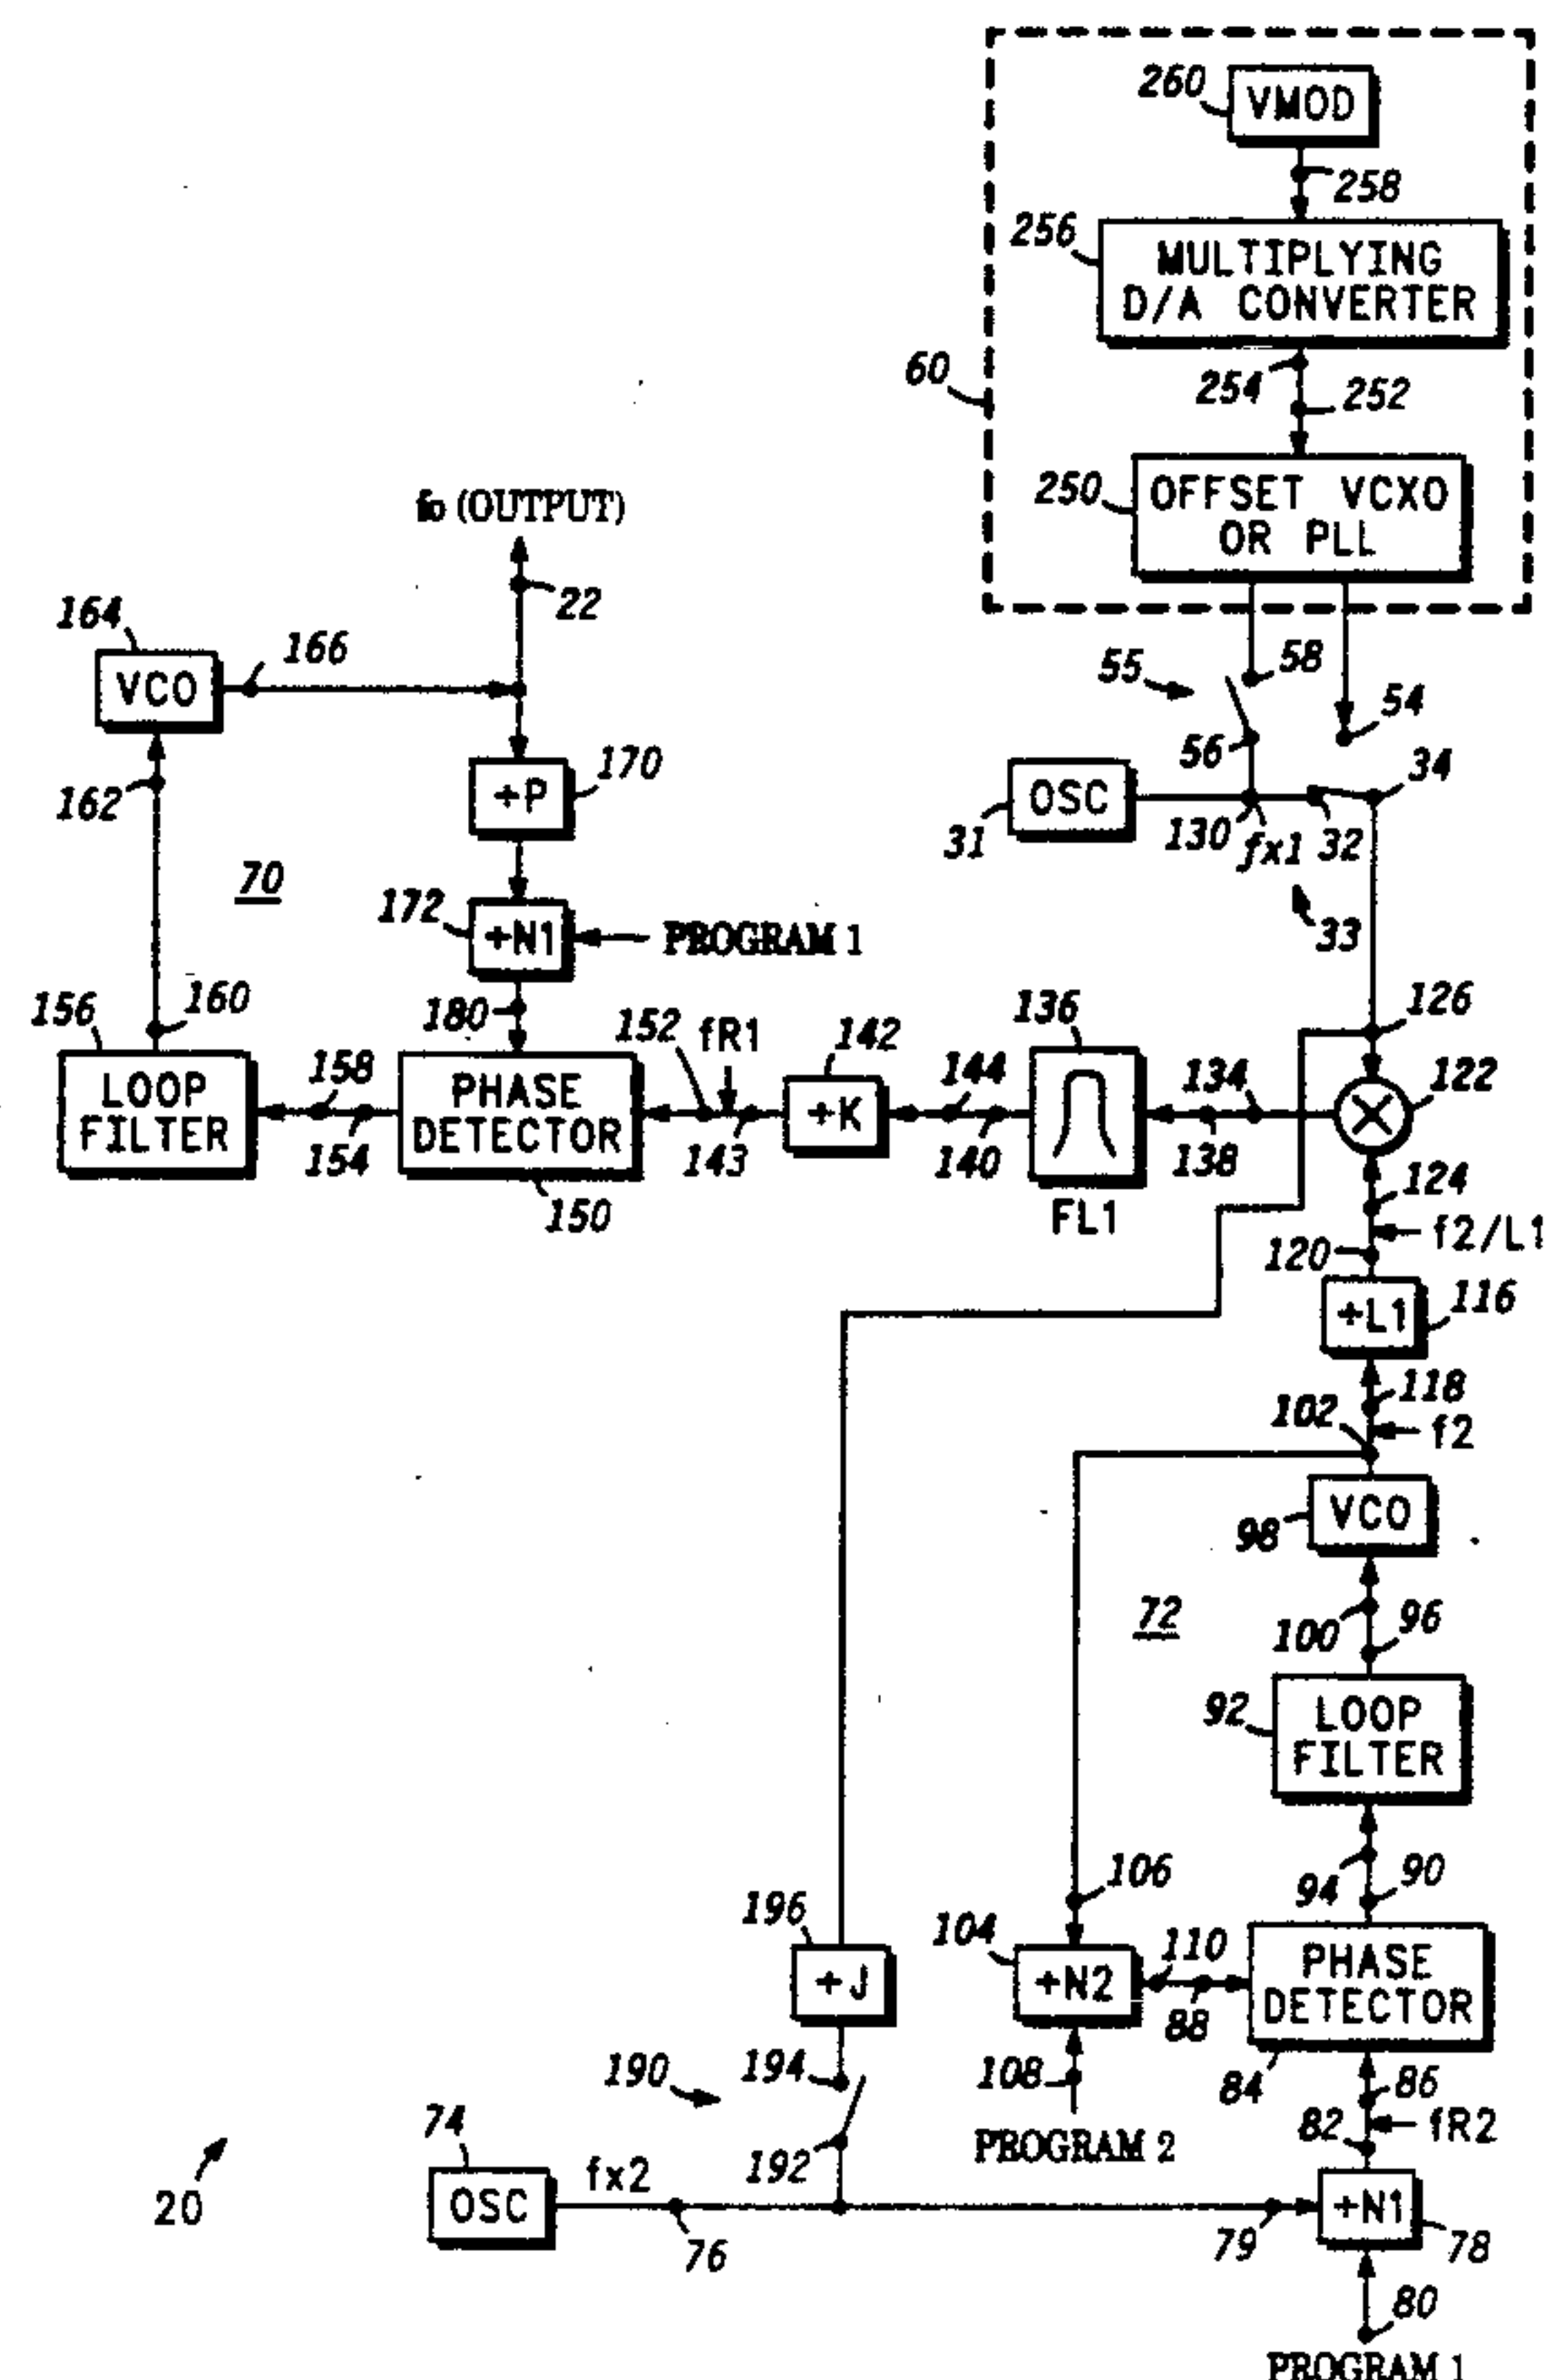 260
VMOD
258
256
MULTIPLYING
D/A CONVERTER
60
254
252
250
OFFSET VCXO
OR PLL
fo (OUTPUT)
22
164
166
VCO
55
58
54
56
34
162
170
+P
31
OSC
130
fx1
32
33
70
172
+N1
PROGRAM 1
156
160
180
152
fR1
142
136
126
LOOP
FILTER
158
154
PHASE
DETECTOR
150
143
+K
144
140
FL1
134
138
122
124
f2/L1
120
+L1
116
118
102
f2
VCO
98
72
100
96
92
LOOP
FILTER
106
94
90
196
104
110
+J
+N2
88
PHASE
DETECTOR
190
194
108
84
86
82
fR2
PROGRAM 2
74
192
20
OSC
fx2
76
79
+N1
78
80
PROGRAM 1